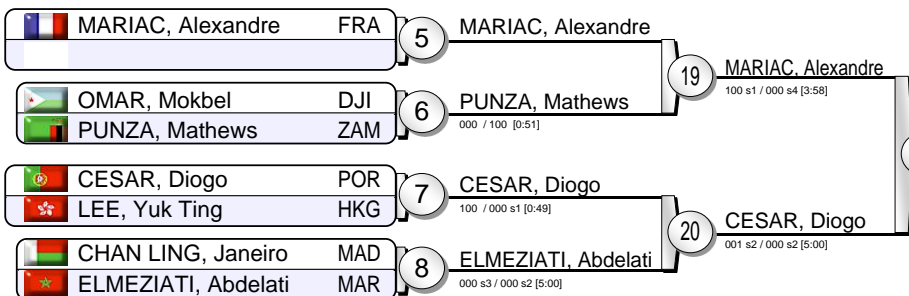 MARIAC, Alexandre FRA
5
MARIAC, Alexandre
19
MARIAC, Alexandre
100 s1 / 000 s4 [3:58]
OMAR, Mokbel DJI
PUNZA, Mathews ZAM
6
PUNZA, Mathews
000 / 100 [0:51]
CESAR, Diogo POR
LEE, Yuk Ting HKG
7
CESAR, Diogo
100 / 000 s1 [0:49]
20
CESAR, Diogo
001 s2 / 000 s2 [5:00]
CHAN LING, Janeiro MAD
ELMEZIATI, Abdelati MAR
8
ELMEZIATI, Abdelati
000 s3 / 000 s2 [5:00]